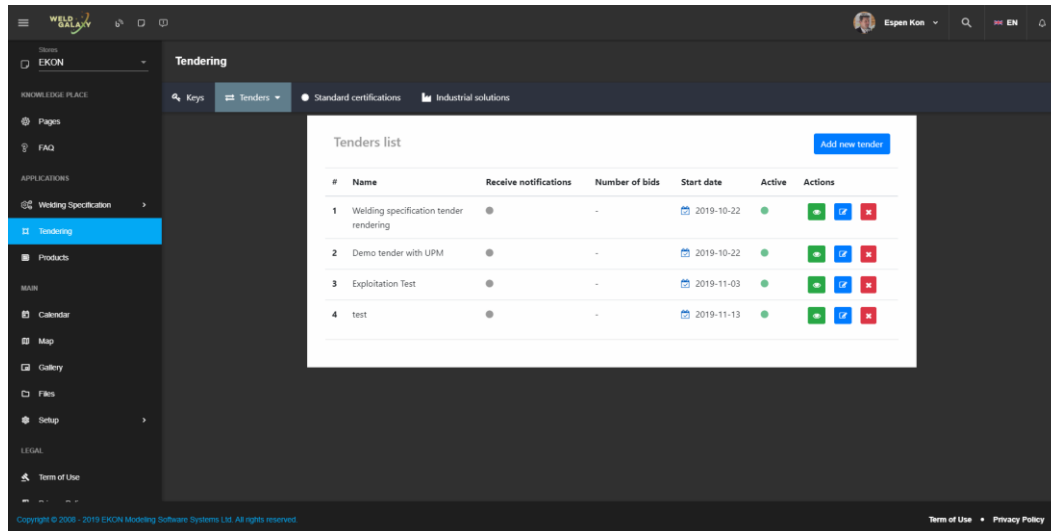 WELD
GALAXY
Espen Kon
EN
Stores
EKON
Tendering
KNOWLEDGE PLACE
Keys
Tenders
Standard certifications
Industrial solutions
Pages
FAQ
APPLICATIONS
Welding Specification
Tendering
Products
MAIN
Calendar
Map
Gallery
Files
Setup
LEGAL
Term of Use
Tenders list
Add new tender
# Name Receive notifications Number of bids Start date Active Actions
1 Welding specification tender - 2019-10-22
rendering
2 Demo tender with UPM - 2019-10-22
3 Exploitation Test - 2019-11-03
4 test - 2019-11-13
Copyright © 2008 - 2019 EKON Modeling Software Systems Ltd. All rights reserved.
Term of Use • Privacy Policy